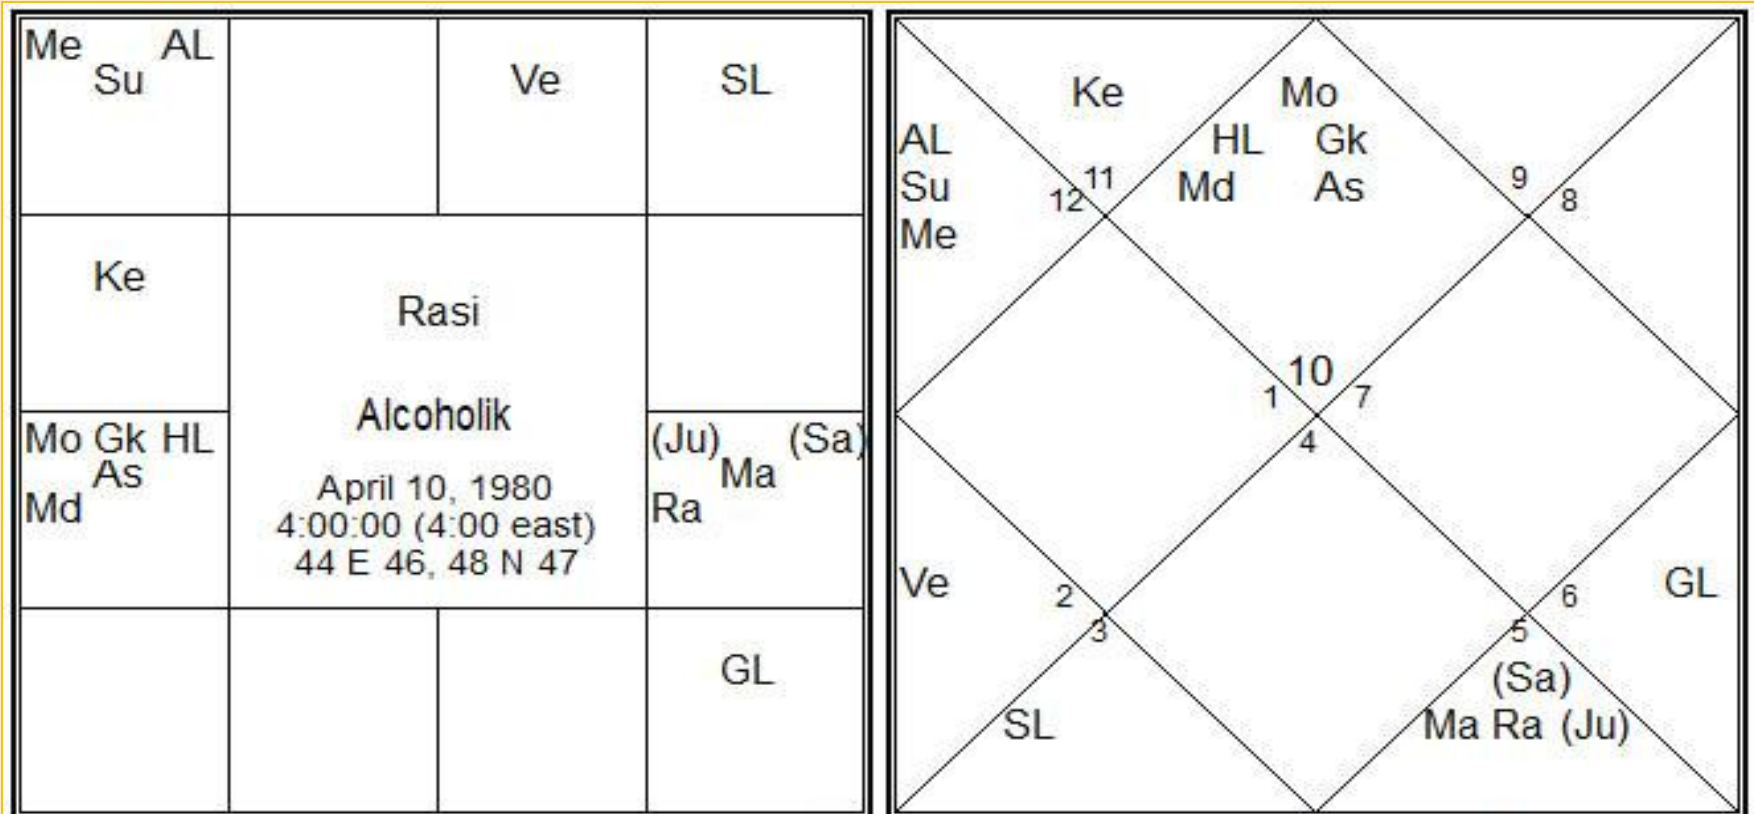 Me AL
Su
Ve
SL
Ke
Rasi
Alcoholik
April 10, 1980
4:00:00 (4:00 east)
44 E 46, 48 N 47
Mo Gk HL
As
Md
(Ju) (Sa)
Ma
Ra
GL
Ke
Mo
AL
HL Gk
Su
Md As
Me
12 11
9
8
10
1 7
4
Ve
2
3
6
GL
5
(Sa)
SL
Ma Ra (Ju)